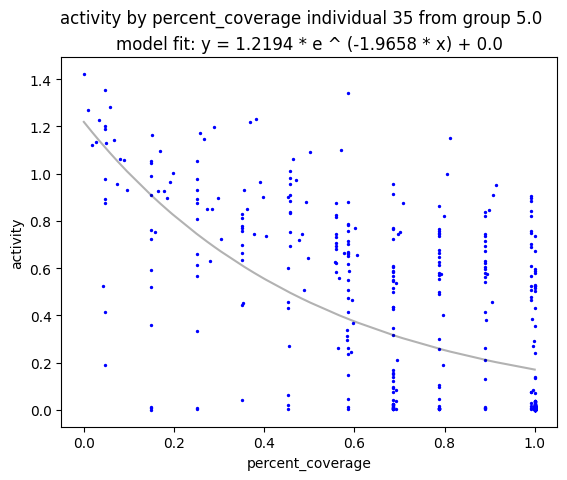 activity by percent_coverage individual 35 from group 5.0
model fit: y = 1.2194 * e ^ (-1.9658 * x) + 0.0
1.4
1.2
1.0
0.8
0.6
0.4
0.2
0.0
activity
0.0 0.2 0.4 0.6 0.8 1.0
percent_coverage